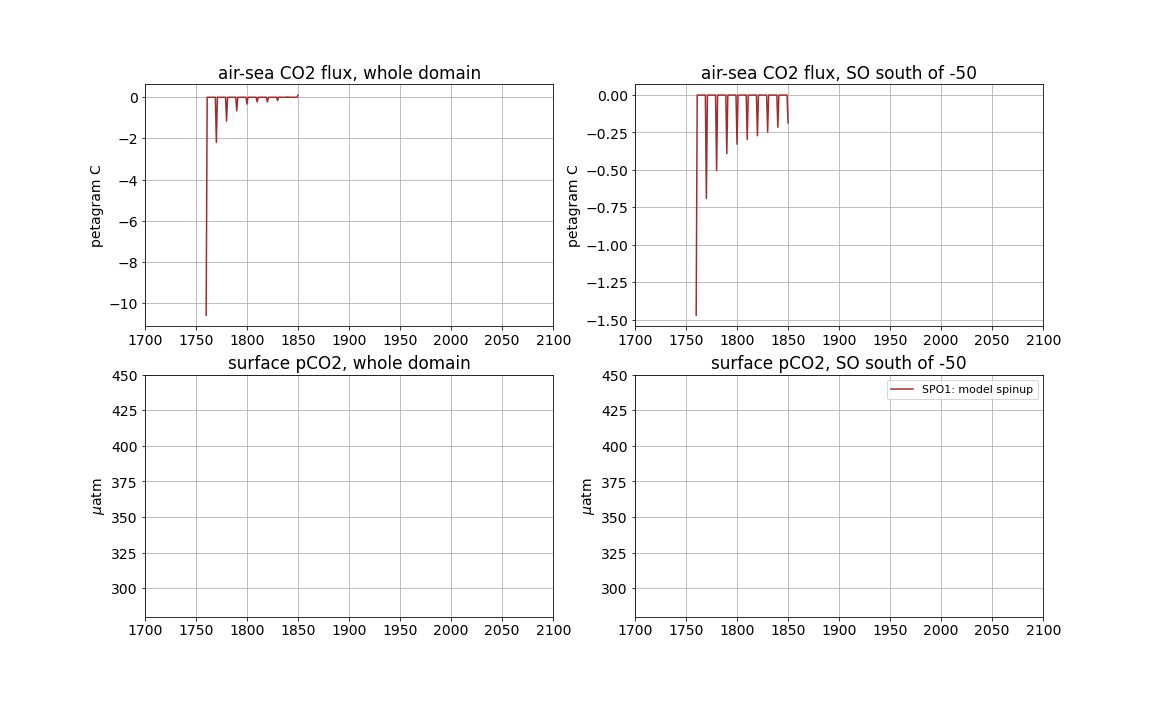 air-sea CO2 flux, whole domain
petagram C
0
−2
−4
−6
−8
−10
1700 1750 1800 1850 1900 1950 2000 2050 2100
air-sea CO2 flux, SO south of -50
petagram C
0.00
−0.25
−0.50
−0.75
−1.00
−1.25
−1.50
1700 1750 1800 1850 1900 1950 2000 2050 2100
surface pCO2, whole domain
μatm
450
425
400
375
350
325
300
1700 1750 1800 1850 1900 1950 2000 2050 2100
surface pCO2, SO south of -50
SPO1: model spinup
μatm
450
425
400
375
350
325
300
1700 1750 1800 1850 1900 1950 2000 2050 2100